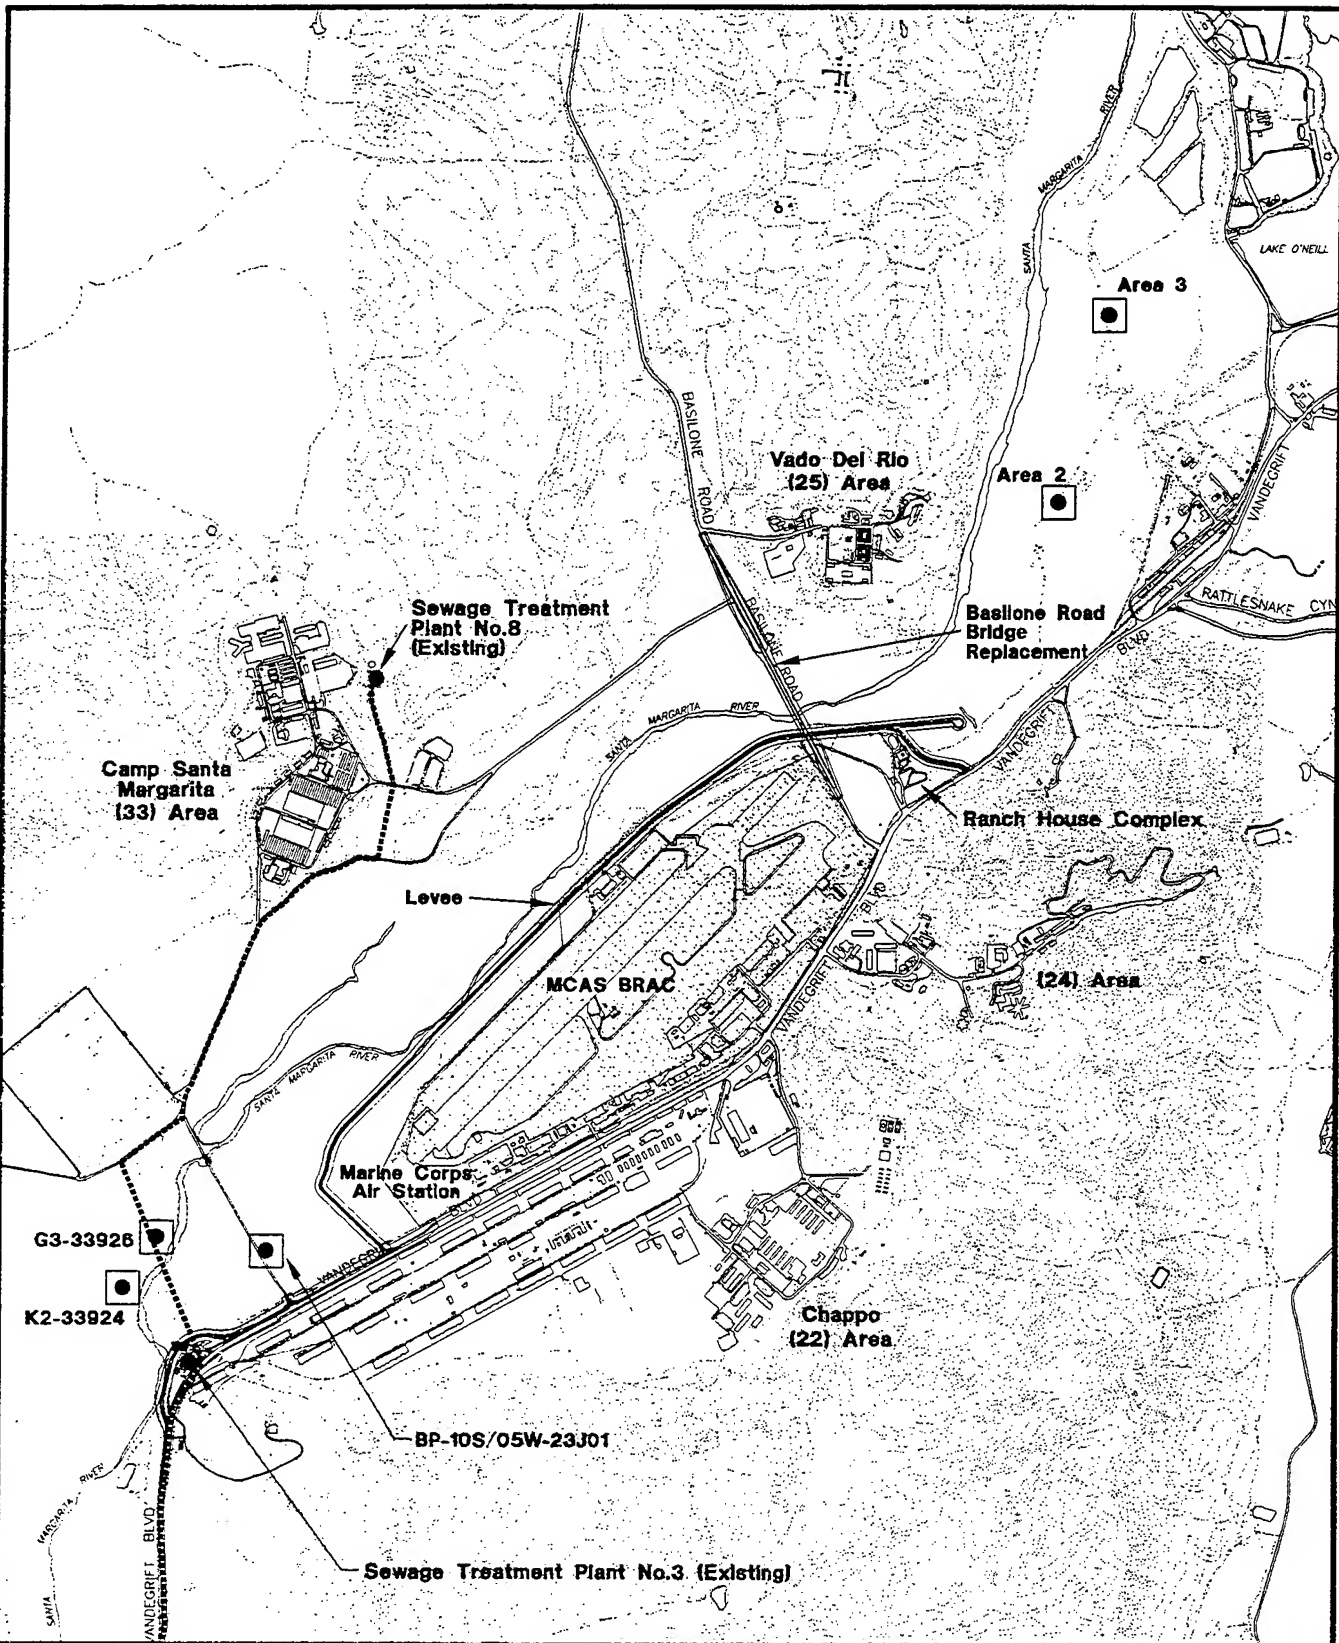 MARGARITA
RIVER
SANTA
LAKE O'NEILL
Area 3
BASILONE
ROAD
Vado Del Rio
(25) Area
Area 2
VANDEGRIFT
BLVD
RATTLESNAKE CYN
Sewage Treatment
Plant No.8
(Existing)
BASILONE
ROAD
Basilone Road
Bridge
Replacement
SANTA
MARGARITA
RIVER
VANDEGRIFT
Camp Santa
Margarita
(33) Area
Ranch House Complex
Levee
BLVD
VANDEGRIFT
MCAS BRAC
(24) Area
SANTA
MARGARITA
RIVER
Marine Corps
Air Station
VANDEGRIFT
BLVD
G3-33926
K2-33924
Chappo
(22) Area
BP-10S/05W-23J01
SANTA
MARGARITA
RIVER
VANDEGRIFT
BLVD
Sewage Treatment Plant No.3 (Existing)